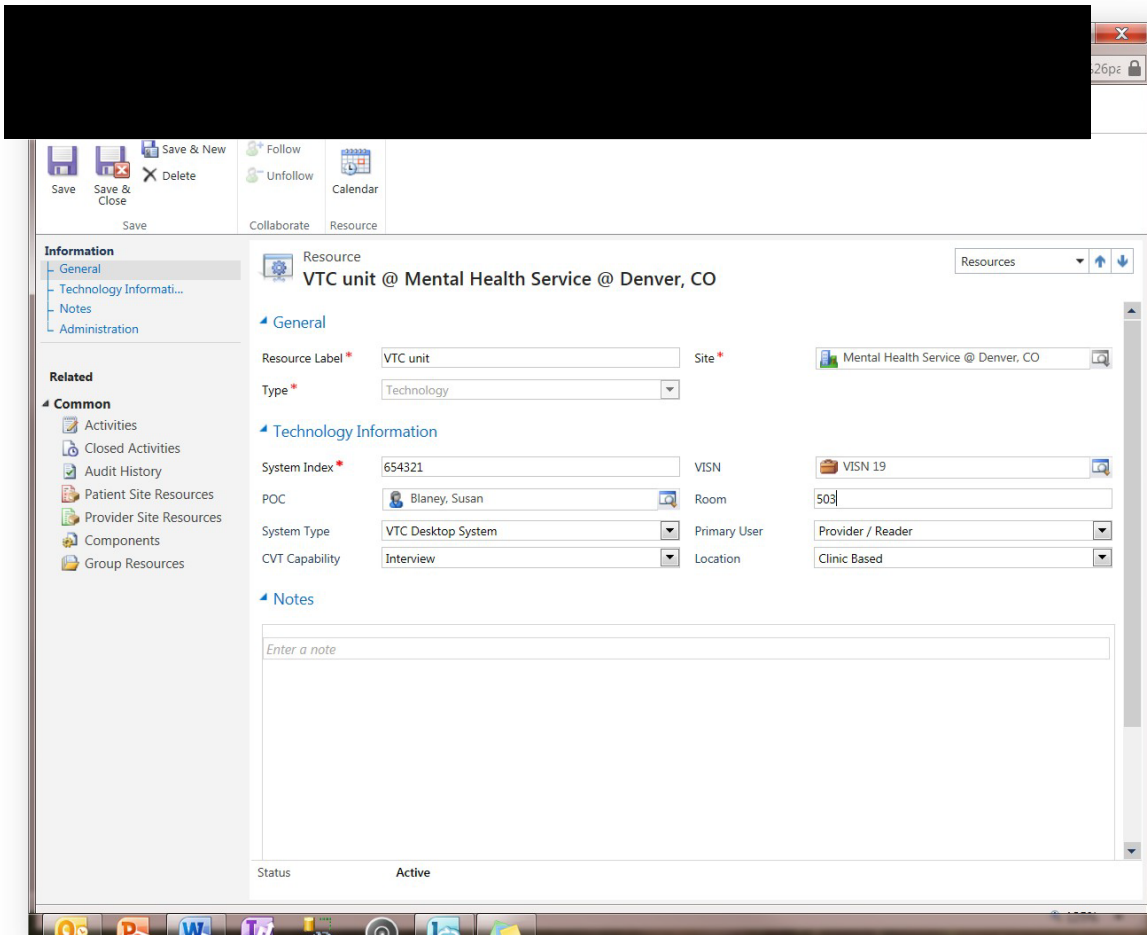 26pa
Save
Save &
Close
Save & New
Delete
Follow
Unfollow
Calendar
Save
Collaborate
Resource
Information
General
Technology Informati...
Notes
Administration
Related
Common
Activities
Closed Activities
Audit History
Patient Site Resources
Provider Site Resources
Components
Group Resources
Resource
VTC unit @ Mental Health Service @ Denver, CO
Resources
General
Resource Label * VTC unit Site * Mental Health Service @ Denver, CO
Type * Technology
Technology Information
System Index * 654321 VISN VISN 19
POC Blaney, Susan Room 503
System Type VTC Desktop System Primary User Provider / Reader
CVT Capability Interview Location Clinic Based
Notes
Enter a note
Status Active